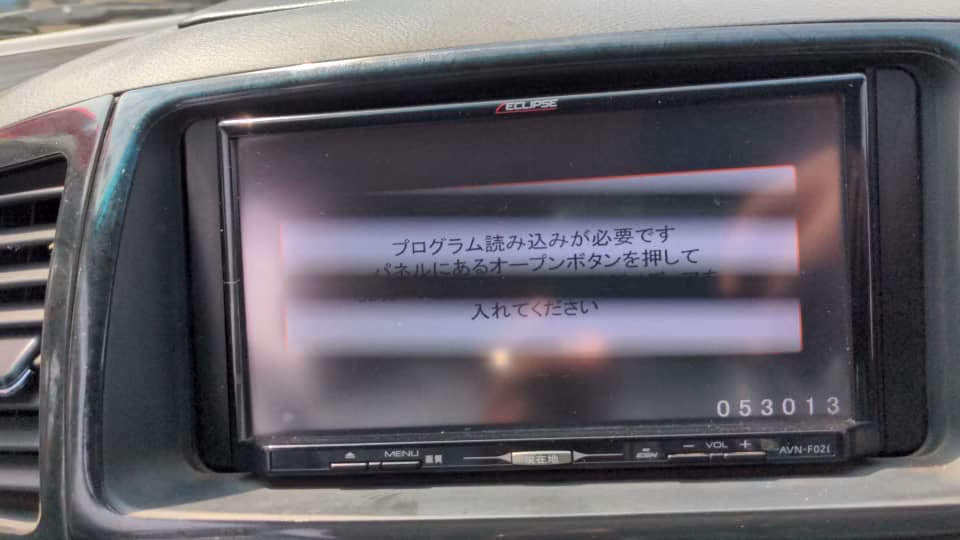 ECLIPSE
プログラム読み込みが必要です
パネルにあるオープンボタンを押して
入れてください
053013
MENU 画質 現在地 VOL AVN-F02i